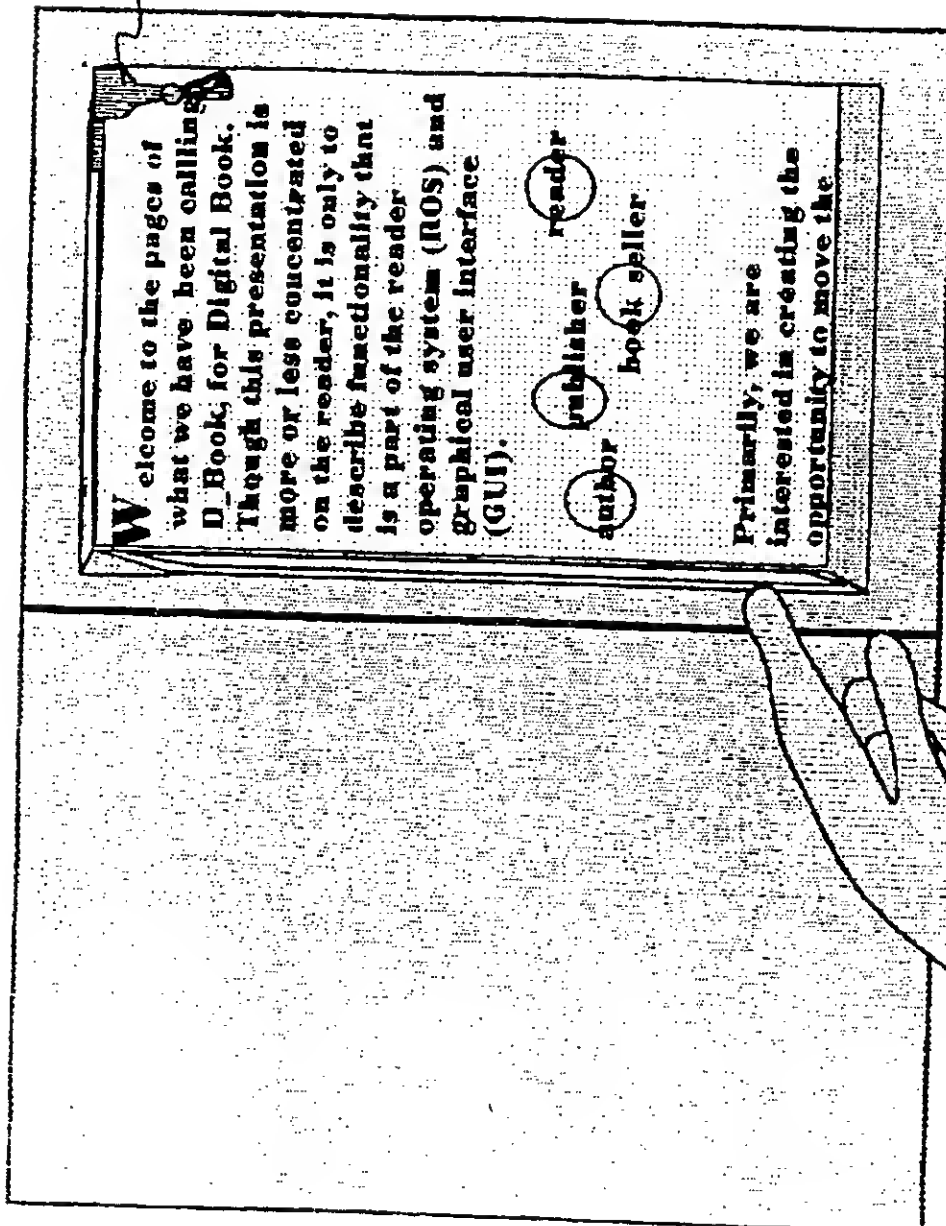 Welcome to the pages of
what we have been calling
D_Book, for Digital Book.
Though this presentation is
more or less concentrated
on the reader, it is only to
describe functionality that
is a part of the reader
operating system (ROS) and
graphical user interface
(GUI).
author publisher reader
book seller
Primarily, we are
interested in creating the
opportunity to move the